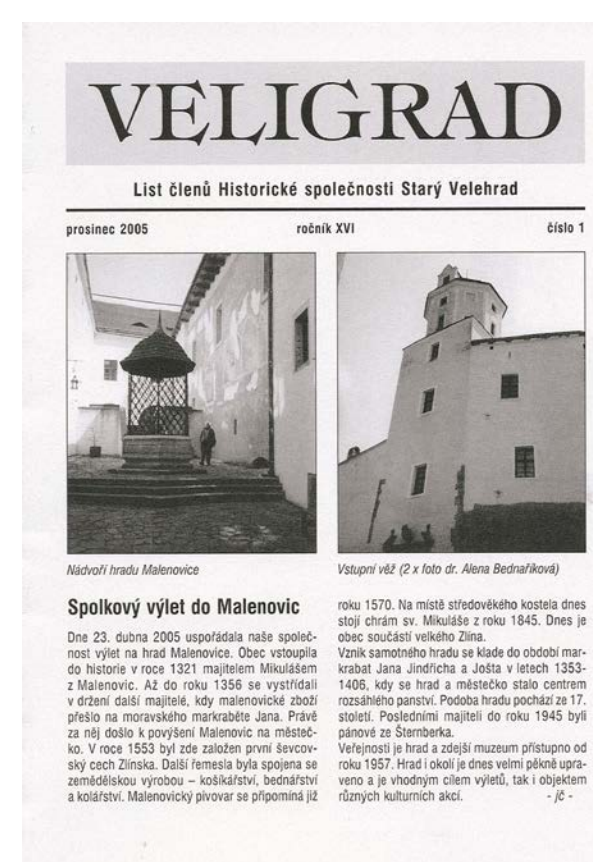 VELIGRAD
List členů Historické společnosti Starý Velehrad
prosinec 2005 ročník XVI číslo 1
Nádvoří hradu Malenovice
Vstupní věž (2 x foto dr. Alena Bednaříková)
Spolkový výlet do Malenovic
Dne 23. dubna 2005 uspořádala naše společ-
nost výlet na hrad Malenovice. Obec vstoupila
do historie v roce 1321 majitelem Mikulášem
z Malenovic. Až do roku 1356 se vystřídali
v držení další majitelé, kdy malenovické zboží
přešlo na moravského markraběte Jana. Právě
za něj došlo k povýšení Malenovic na městeč-
ko. V roce 1553 byl zde založen první ševcov-
ský cech Zlínska. Další řemesla byla spojena se
zemědělskou výrobou – košíkářství, bednářství
a kolářství. Malenovický pivovar se připomíná již
roku 1570. Na místě středověkého kostela dnes
stojí chrám sv. Mikuláše z roku 1845. Dnes je
obec součástí velkého Zlína.
Vznik samotného hradu se klade do období mar-
krabat Jana Jindřicha a Jošta v letech 1353-
1406, kdy se hrad a městečko stalo centrem
rozsáhlého panství. Podoba hradu pochází ze 17.
století. Posledními majiteli do roku 1945 byli
pánové ze Šternberka.
Veřejnosti je hrad a zdejší muzeum přístupno od
roku 1957. Hrad i okolí je dnes velmi pěkně upra-
veno a je vhodným cílem výletů, tak i objektem
různých kulturních akcí. - jč -